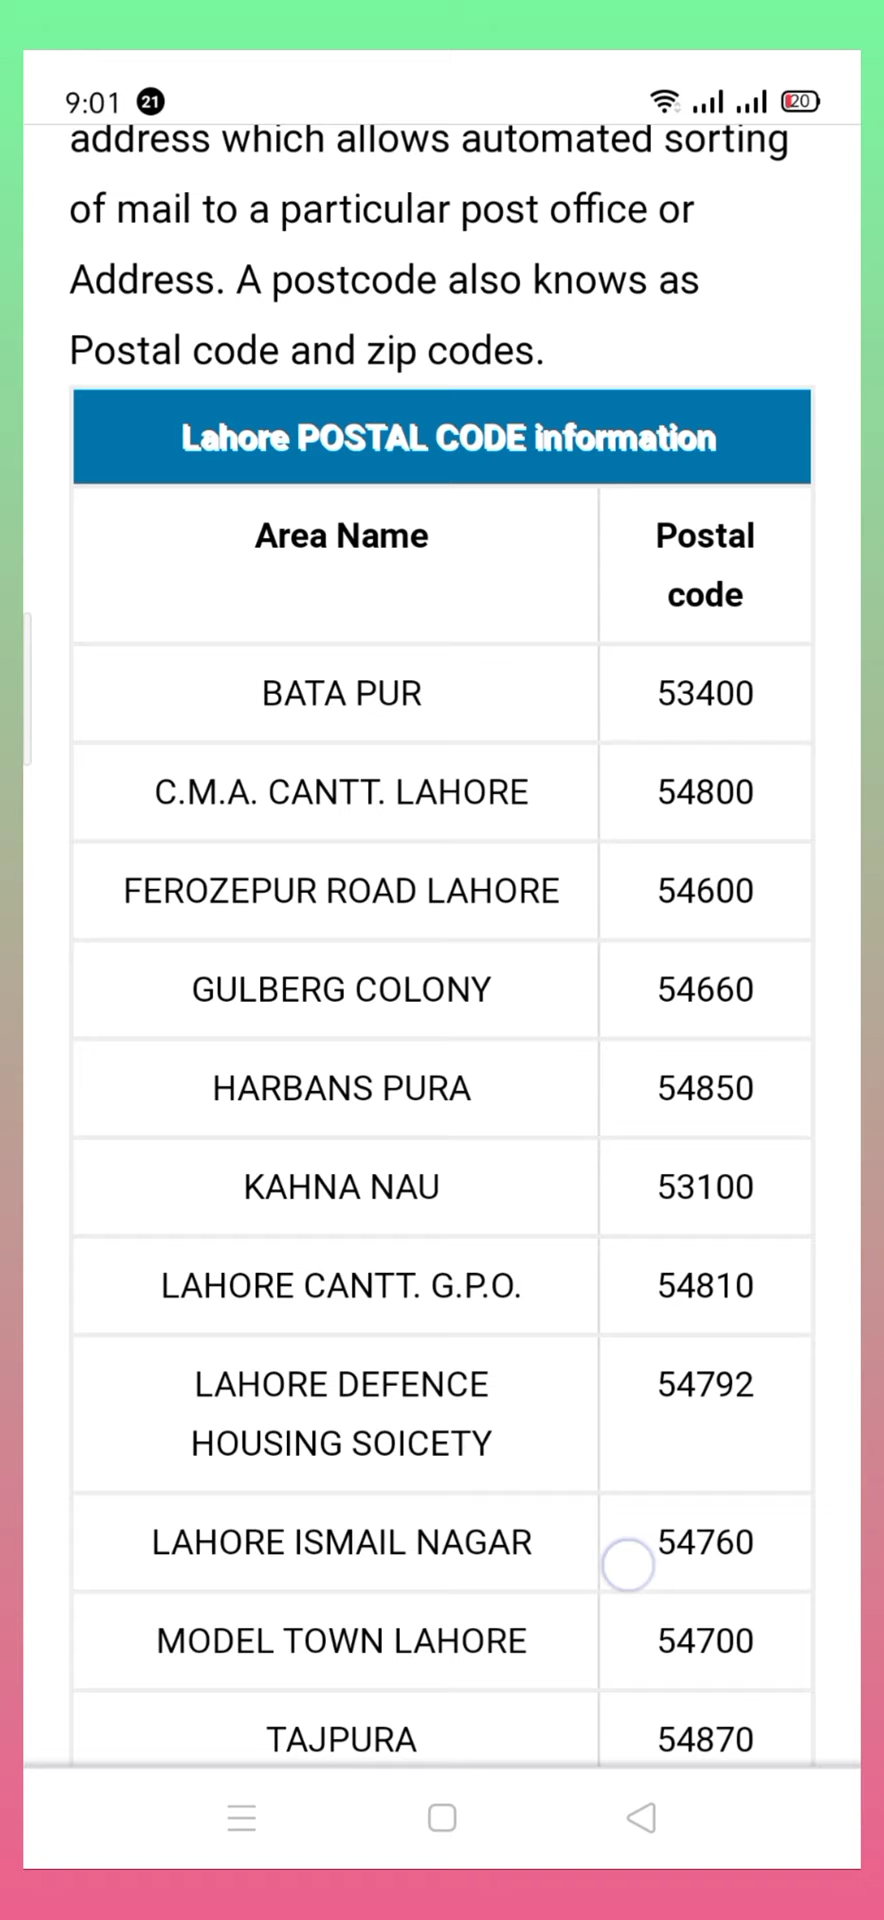 9:01 21 20
address which allows automated sorting
of mail to a particular post office or
Address. A postcode also knows as
Postal code and zip codes.
Lahore POSTAL CODE information
Area Name Postal
code
BATA PUR 53400
C.M.A. CANTT. LAHORE 54800
FEROZEPUR ROAD LAHORE 54600
GULBERG COLONY 54660
HARBANS PURA 54850
KAHNA NAU 53100
LAHORE CANTT. G.P.O. 54810
LAHORE DEFENCE 54792
HOUSING SOICETY
LAHORE ISMAIL NAGAR 54760
MODEL TOWN LAHORE 54700
TAJPURA 54870